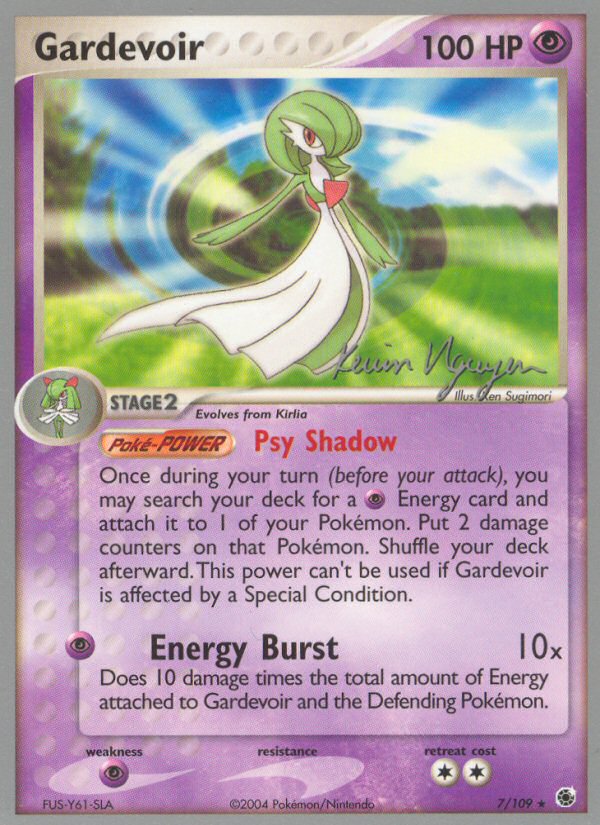 Gardevoir 100 HP
Kevin Nguyen
Illus. Ken Sugimori
STAGE2
Evolves from Kirlia
Poké-POWER Psy Shadow
Once during your turn (before your attack), you
may search your deck for a Energy card and
attach it to 1 of your Pokémon. Put 2 damage
counters on that Pokémon. Shuffle your deck
afterward. This power can't be used if Gardevoir
is affected by a Special Condition.
Energy Burst 10x
Does 10 damage times the total amount of Energy
attached to Gardevoir and the Defending Pokémon.
weakness resistance retreat cost
FUS-Y61-SLA ©2004 Pokémon/Nintendo 7/109 ★